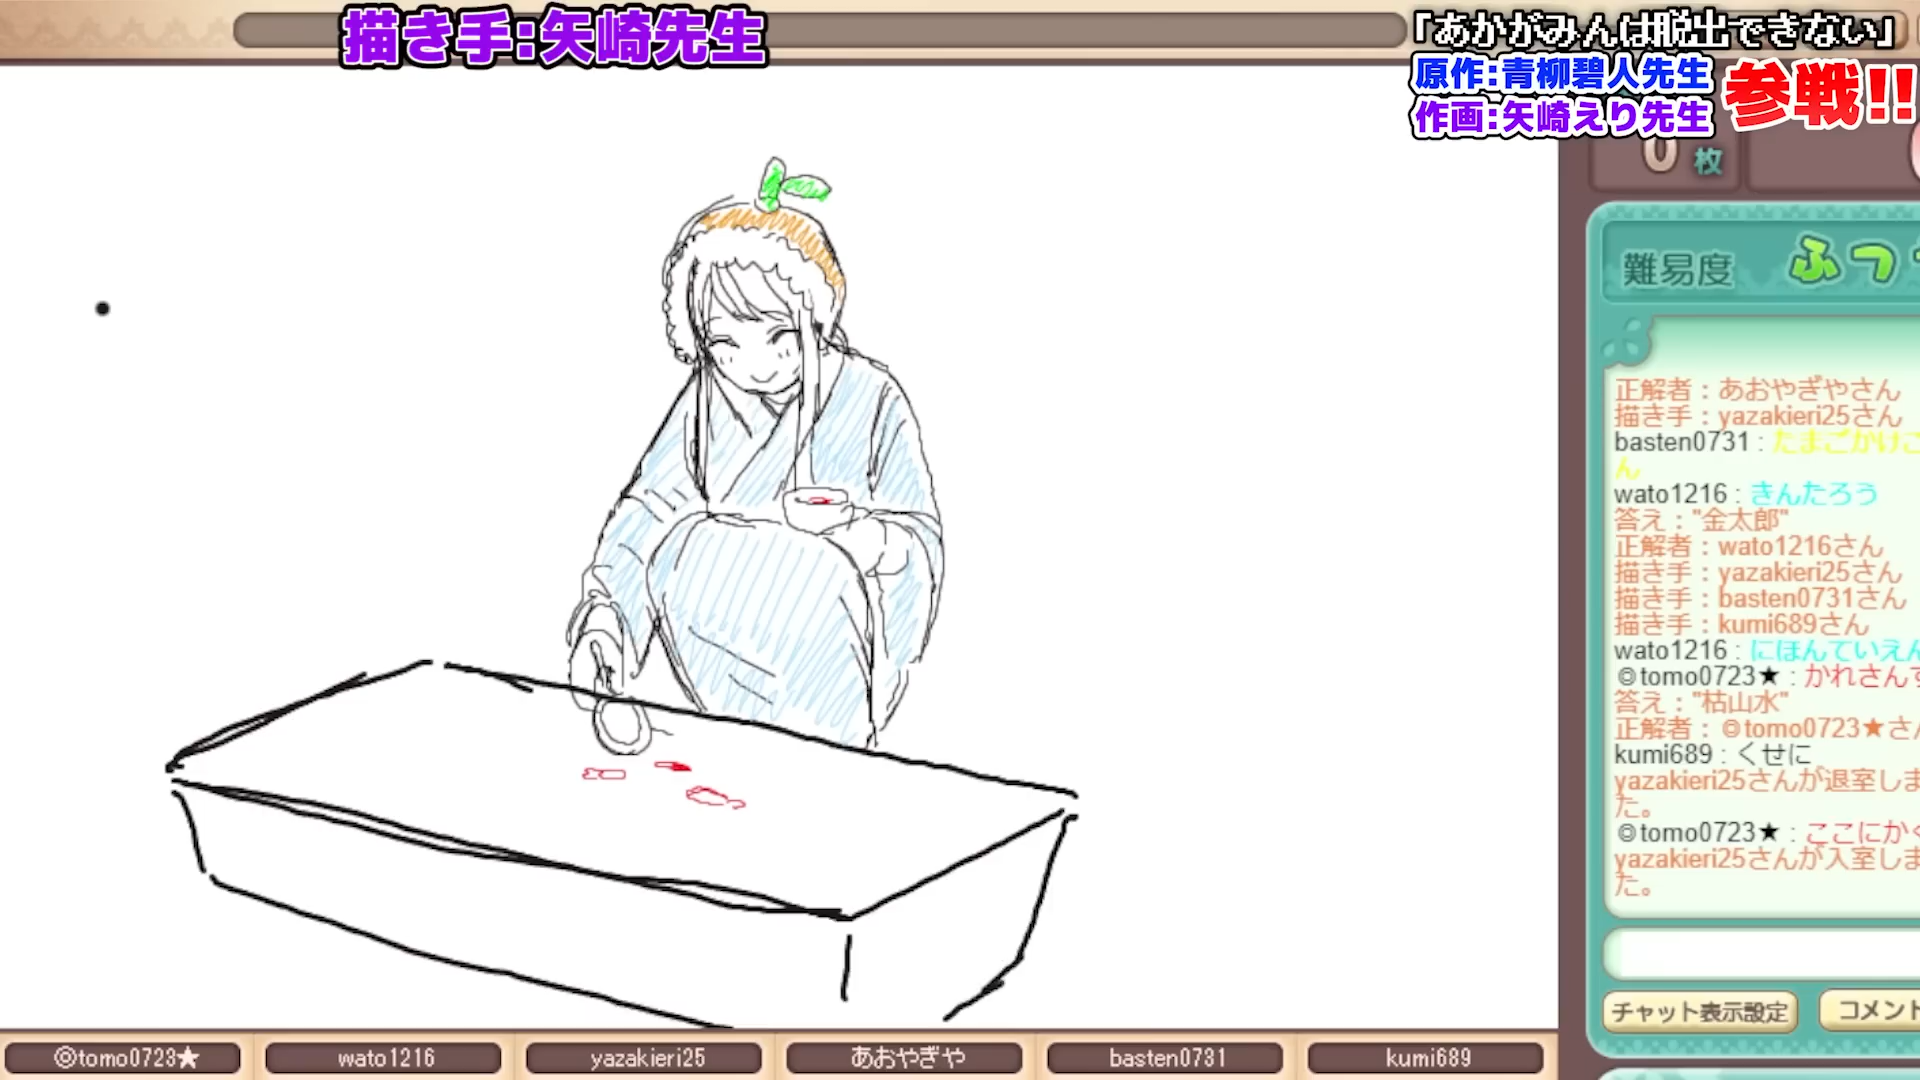 描き手:矢崎先生
「あかがみんは脱出できない」
原作:青柳碧人先生
作画:矢崎えり先生
参戦!!
0 枚
難易度 ふつ
正解者：あおやぎやさん
描き手：yazakieri25さん
basten0731：たまごかけご
ん
wato1216：きんたろう
答え："金太郎"
正解者：wato1216さん
描き手：yazakieri25さん
描き手：basten0731さん
描き手：kumi689さん
wato1216：にほんていえん
◎tomo0723★：かれさんす
答え："枯山水"
正解者：◎tomo0723★さん
kumi689：くせに
yazakieri25さんが退室しま
た。
◎tomo0723★：ここにかく
yazakieri25さんが入室しま
た。
チャット表示設定
コメント
◎tomo0723★
wato1216
yazakieri25
あおやぎや
basten0731
kumi689